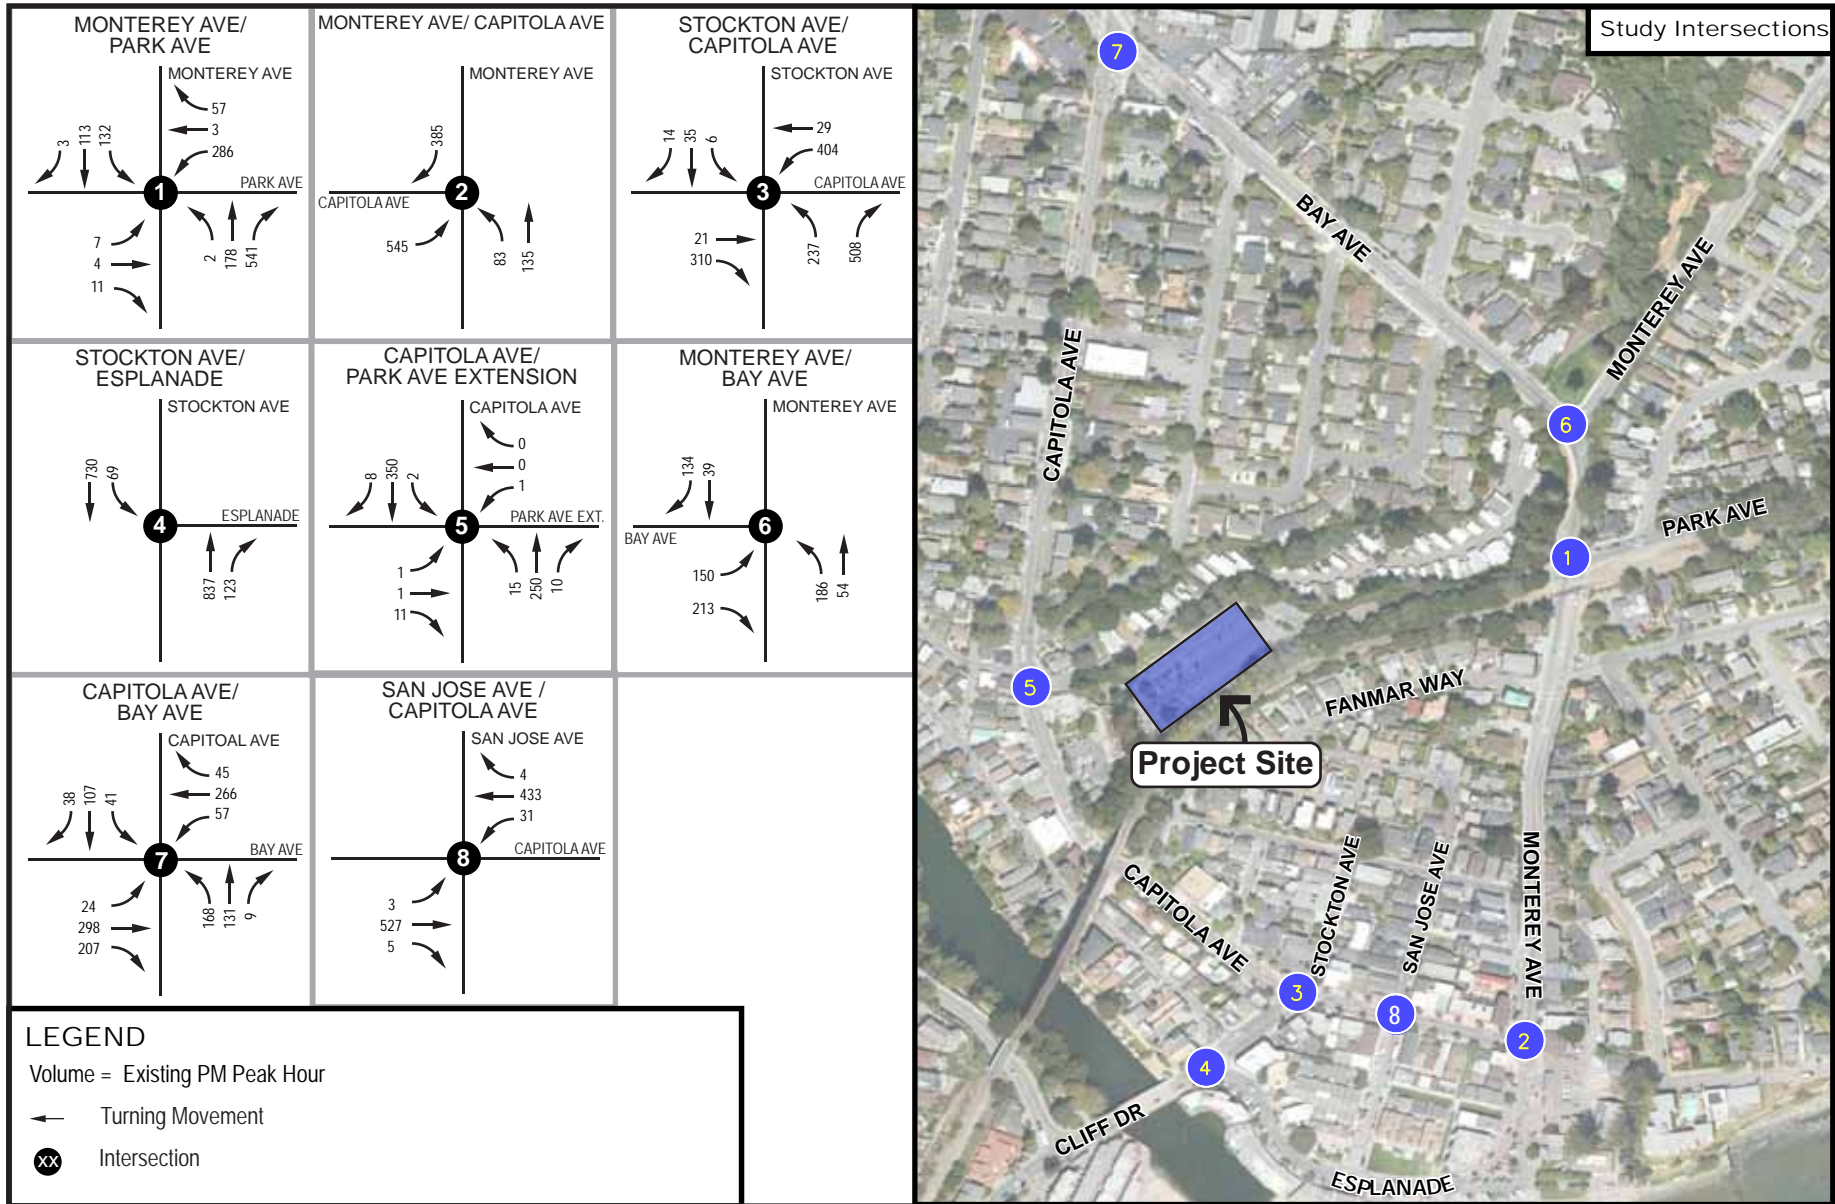 MONTEREY AVE/
PARK AVE
MONTEREY AVE
57
3
286
3
113
132
PARK AVE
1
7
4
11
2
178
541
MONTEREY AVE/ CAPITOLA AVE
MONTEREY AVE
385
CAPITOLA AVE
2
545
83
135
STOCKTON AVE/
CAPITOLA AVE
STOCKTON AVE
29
404
14
35
6
CAPITOLA AVE
3
21
310
237
508
STOCKTON AVE/
ESPLANADE
STOCKTON AVE
730
69
ESPLANADE
4
837
123
CAPITOLA AVE/
PARK AVE EXTENSION
CAPITOLA AVE
0
0
1
8
350
2
PARK AVE EXT.
5
1
1
11
15
250
10
MONTEREY AVE/
BAY AVE
MONTEREY AVE
134
39
BAY AVE
6
150
213
186
54
CAPITOLA AVE/
BAY AVE
CAPITOAL AVE
45
266
57
38
107
41
BAY AVE
7
24
298
207
168
131
9
SAN JOSE AVE /
CAPITOLA AVE
SAN JOSE AVE
4
433
31
CAPITOLA AVE
8
3
527
5
LEGEND
Volume = Existing PM Peak Hour
Turning Movement
XX
Intersection
Study Intersections
7
BAY AVE
MONTEREY AVE
CAPITOLA AVE
6
PARK AVE
1
5
FANMAR WAY
Project Site
CAPITOLA AVE
STOCKTON AVE
SAN JOSE AVE
MONTEREY AVE
3
8
2
4
CLIFF DR
ESPLANADE